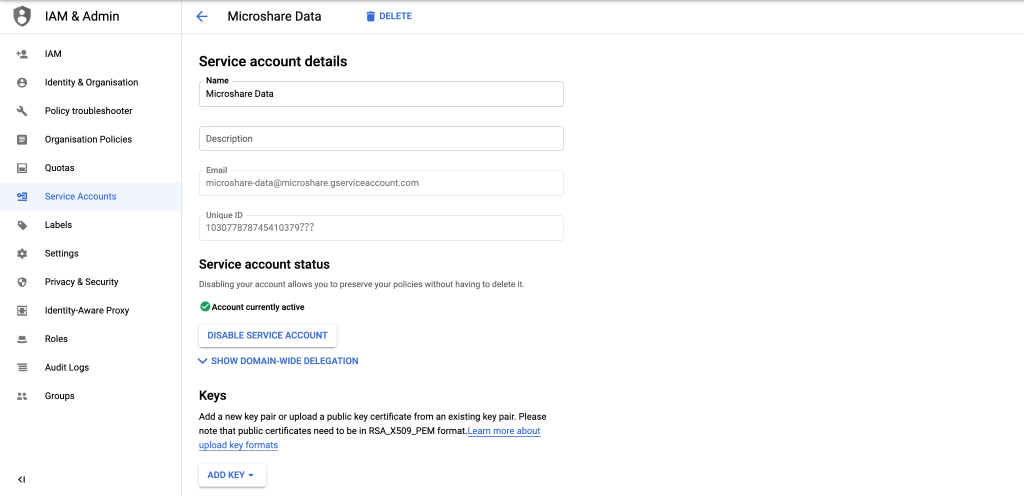 IAM & Admin
Microshare Data
DELETE
IAM
Identity & Organisation
Policy troubleshooter
Organisation Policies
Quotas
Service Accounts
Labels
Settings
Privacy & Security
Identity-Aware Proxy
Roles
Audit Logs
Groups
Service account details
Name
Microshare Data
Description
Email
microshare-data@microshare.gserviceaccount.com
Unique ID
103077878745410379???
Service account status
Disabling your account allows you to preserve your policies without having to delete it.
Account currently active
DISABLE SERVICE ACCOUNT
SHOW DOMAIN-WIDE DELEGATION
Keys
Add a new key pair or upload a public key certificate from an existing key pair. Please
note that public certificates need to be in RSA_X509_PEM format.Learn more about
upload key formats
ADD KEY